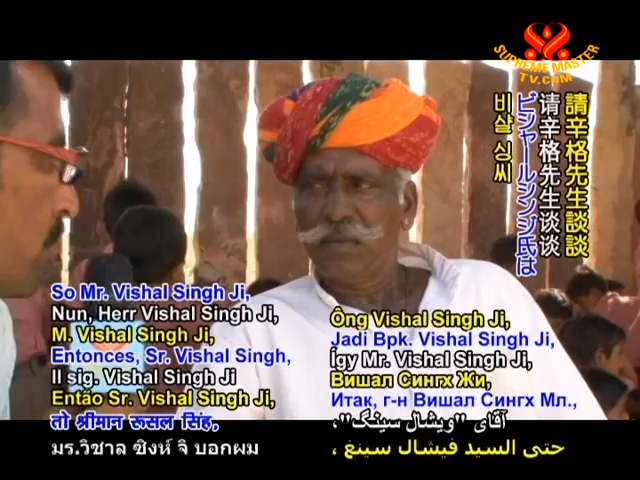 SUPREME MASTER
TV.COM
請辛格先生談談
请辛格先生谈谈
ビシャールシンジ氏は
비샬 싱씨
So Mr. Vishal Singh Ji,
Nun, Herr Vishal Singh Ji,
M. Vishal Singh Ji,
Entonces, Sr. Vishal Singh,
Il sig. Vishal Singh Ji
Então Sr. Vishal Singh Ji,
तो श्रीमान रूसल सिंह,
มร.วิชาล ซิงห์ จิ บอกผม
Ông Vishal Singh Ji,
Jadi Bpk. Vishal Singh Ji,
Így Mr. Vishal Singh Ji,
Вишал Сингх Жи,
Итак, г-н Вишал Сингх Мл.,
آقای "ویشال سینگ"،
حتى السيد فيشال سينغ ،